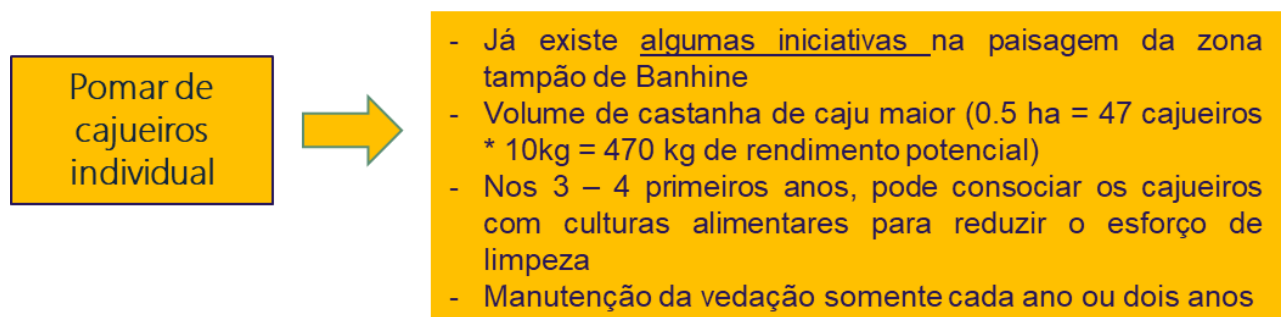 Pomar de
cajueiros
individual
- Já existe algumas iniciativas na paisagem da zona
tampão de Banhine
- Volume de castanha de caju maior (0.5 ha = 47 cajueiros
* 10kg = 470 kg de rendimento potencial)
- Nos 3 – 4 primeiros anos, pode consociar os cajueiros
com culturas alimentares para reduzir o esforço de
limpeza
- Manutenção da vedação somente cada ano ou dois anos